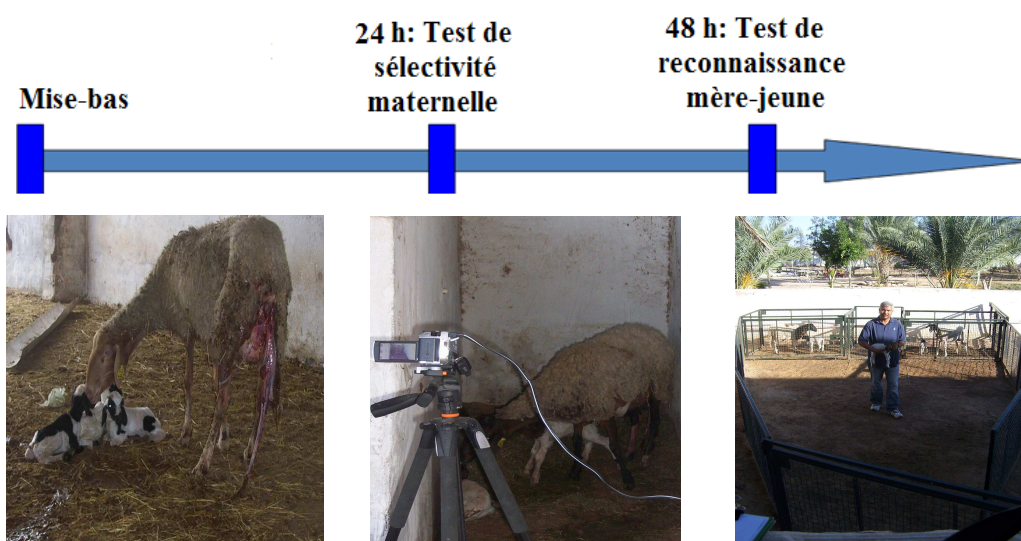 Mise-bas
24 h: Test de
sélectivité
maternelle
48 h: Test de
reconnaissance
mère-jeune